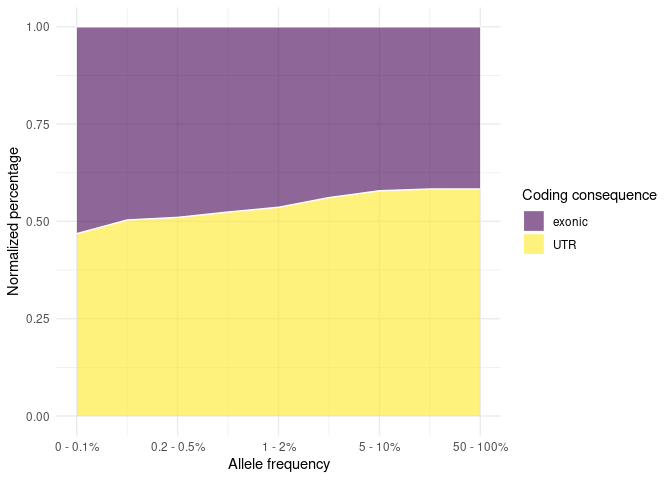 1.00
0.75
0.50
0.25
0.00
Normalized percentage
0 - 0.1%
0.2 - 0.5%
1 - 2%
5 - 10%
50 - 100%
Allele frequency
Coding consequence
exonic
UTR